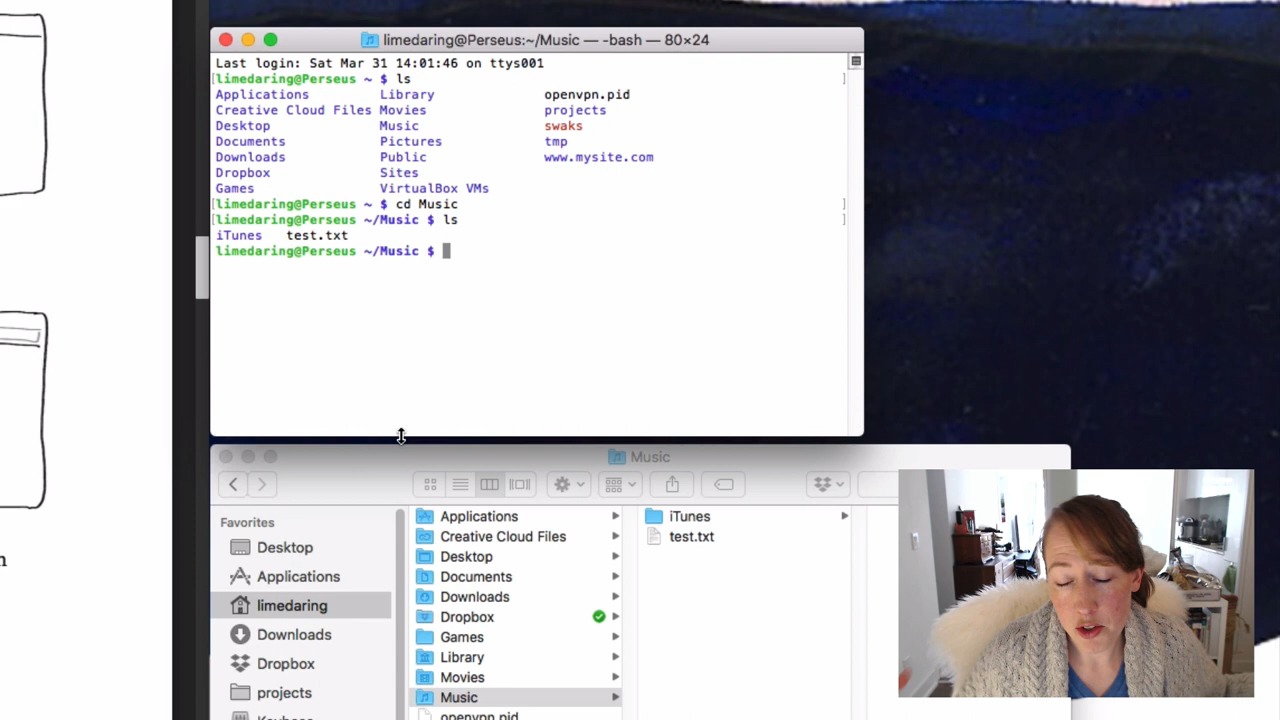 limedaring@Perseus:~/Music — -bash — 80×24
Last login: Sat Mar 31 14:01:46 on ttys001
[limedaring@Perseus ~ $ ls ]
Applications Library openvpn.pid
Creative Cloud Files Movies projects
Desktop Music swaks
Documents Pictures tmp
Downloads Public www.mysite.com
Dropbox Sites
Games VirtualBox VMs
[limedaring@Perseus ~ $ cd Music ]
[limedaring@Perseus ~/Music $ ls ]
iTunes test.txt
limedaring@Perseus ~/Music $
Music
Favorites
Desktop
Applications
limedaring
Downloads
Dropbox
projects
Keybase
Applications
Creative Cloud Files
Desktop
Documents
Downloads
Dropbox
Games
Library
Movies
Music
openvpn.pid
iTunes
test.txt
n